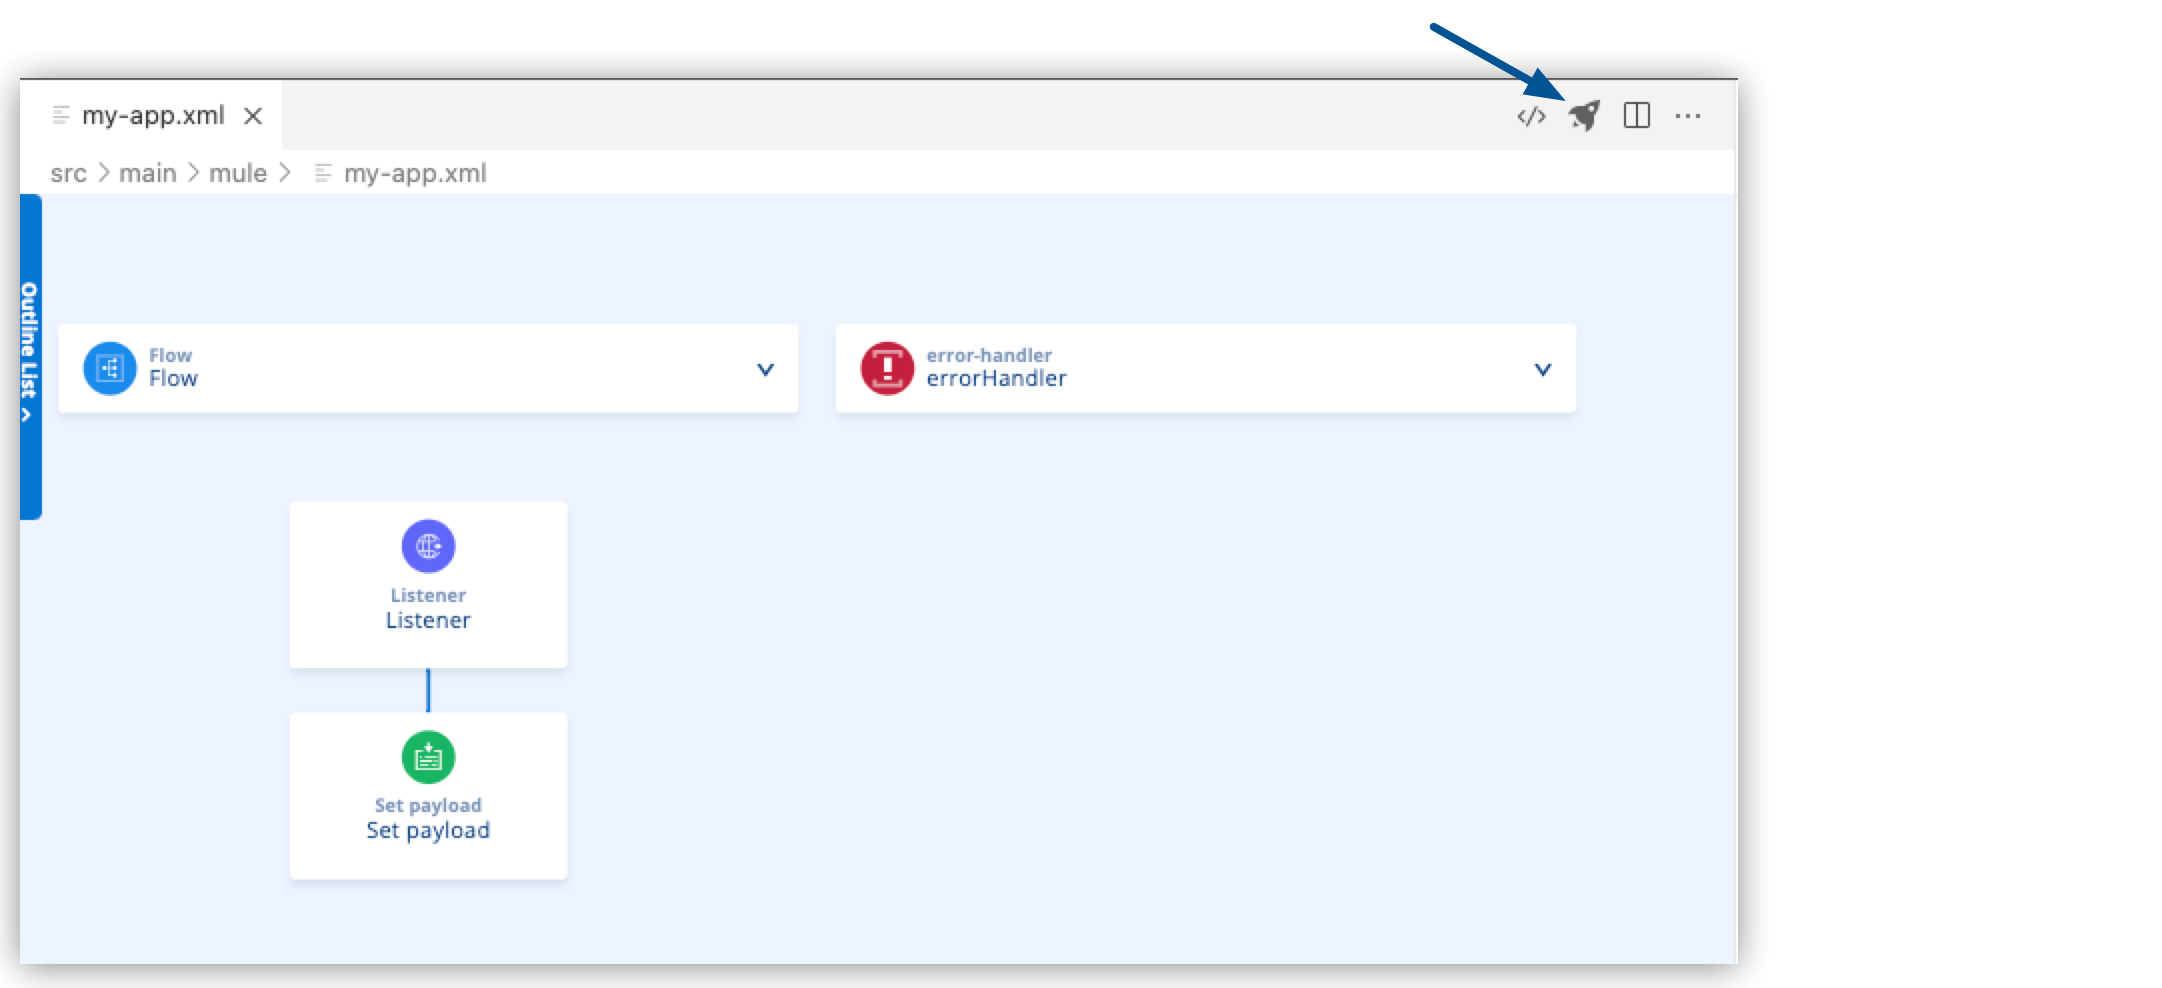 my-app.xml
src > main > mule > my-app.xml
Outline List >
Flow
Flow
error-handler
errorHandler
Listener
Listener
Set payload
Set payload